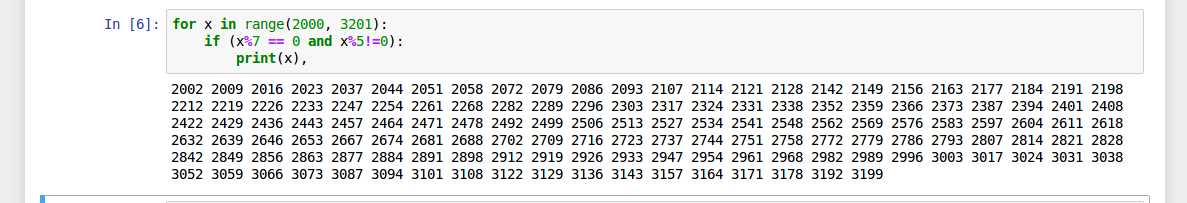 In [6]: for x in range(2000, 3201):
if (x%7 == 0 and x%5!=0):
print(x),
2002 2009 2016 2023 2037 2044 2051 2058 2072 2079 2086 2093 2107 2114 2121 2128 2142 2149 2156 2163 2177 2184 2191 2198
2212 2219 2226 2233 2247 2254 2261 2268 2282 2289 2296 2303 2317 2324 2331 2338 2352 2359 2366 2373 2387 2394 2401 2408
2422 2429 2436 2443 2457 2464 2471 2478 2492 2499 2506 2513 2527 2534 2541 2548 2562 2569 2576 2583 2597 2604 2611 2618
2632 2639 2646 2653 2667 2674 2681 2688 2702 2709 2716 2723 2737 2744 2751 2758 2772 2779 2786 2793 2807 2814 2821 2828
2842 2849 2856 2863 2877 2884 2891 2898 2912 2919 2926 2933 2947 2954 2961 2968 2982 2989 2996 3003 3017 3024 3031 3038
3052 3059 3066 3073 3087 3094 3101 3108 3122 3129 3136 3143 3157 3164 3171 3178 3192 3199